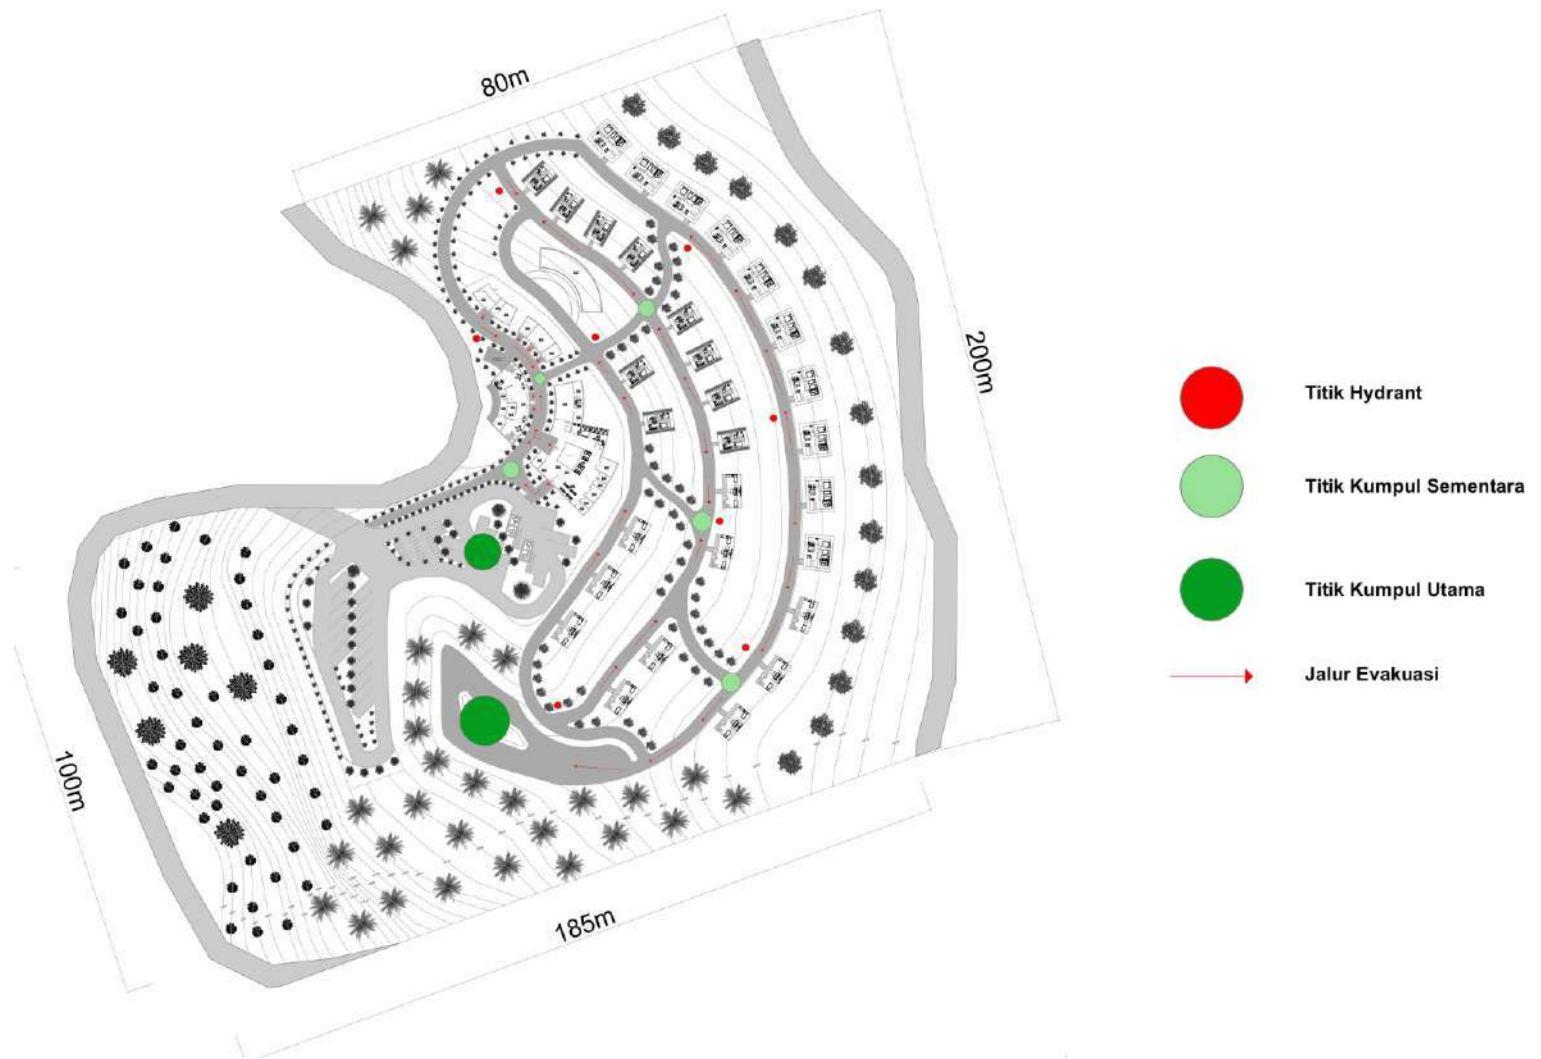 80m
200m
100m
185m
Titik Hydrant
Titik Kumpul Sementara
Titik Kumpul Utama
Jalur Evakuasi